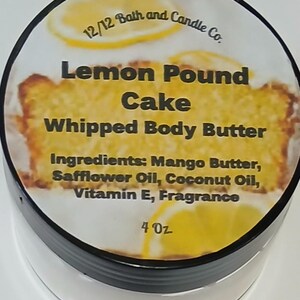 12/12 Bath and Candle Co.
Lemon Pound
Cake
Whipped Body Butter
Ingredients: Mango Butter,
Safflower Oil, Coconut Oil,
Vitamin E, Fragrance
4 Oz